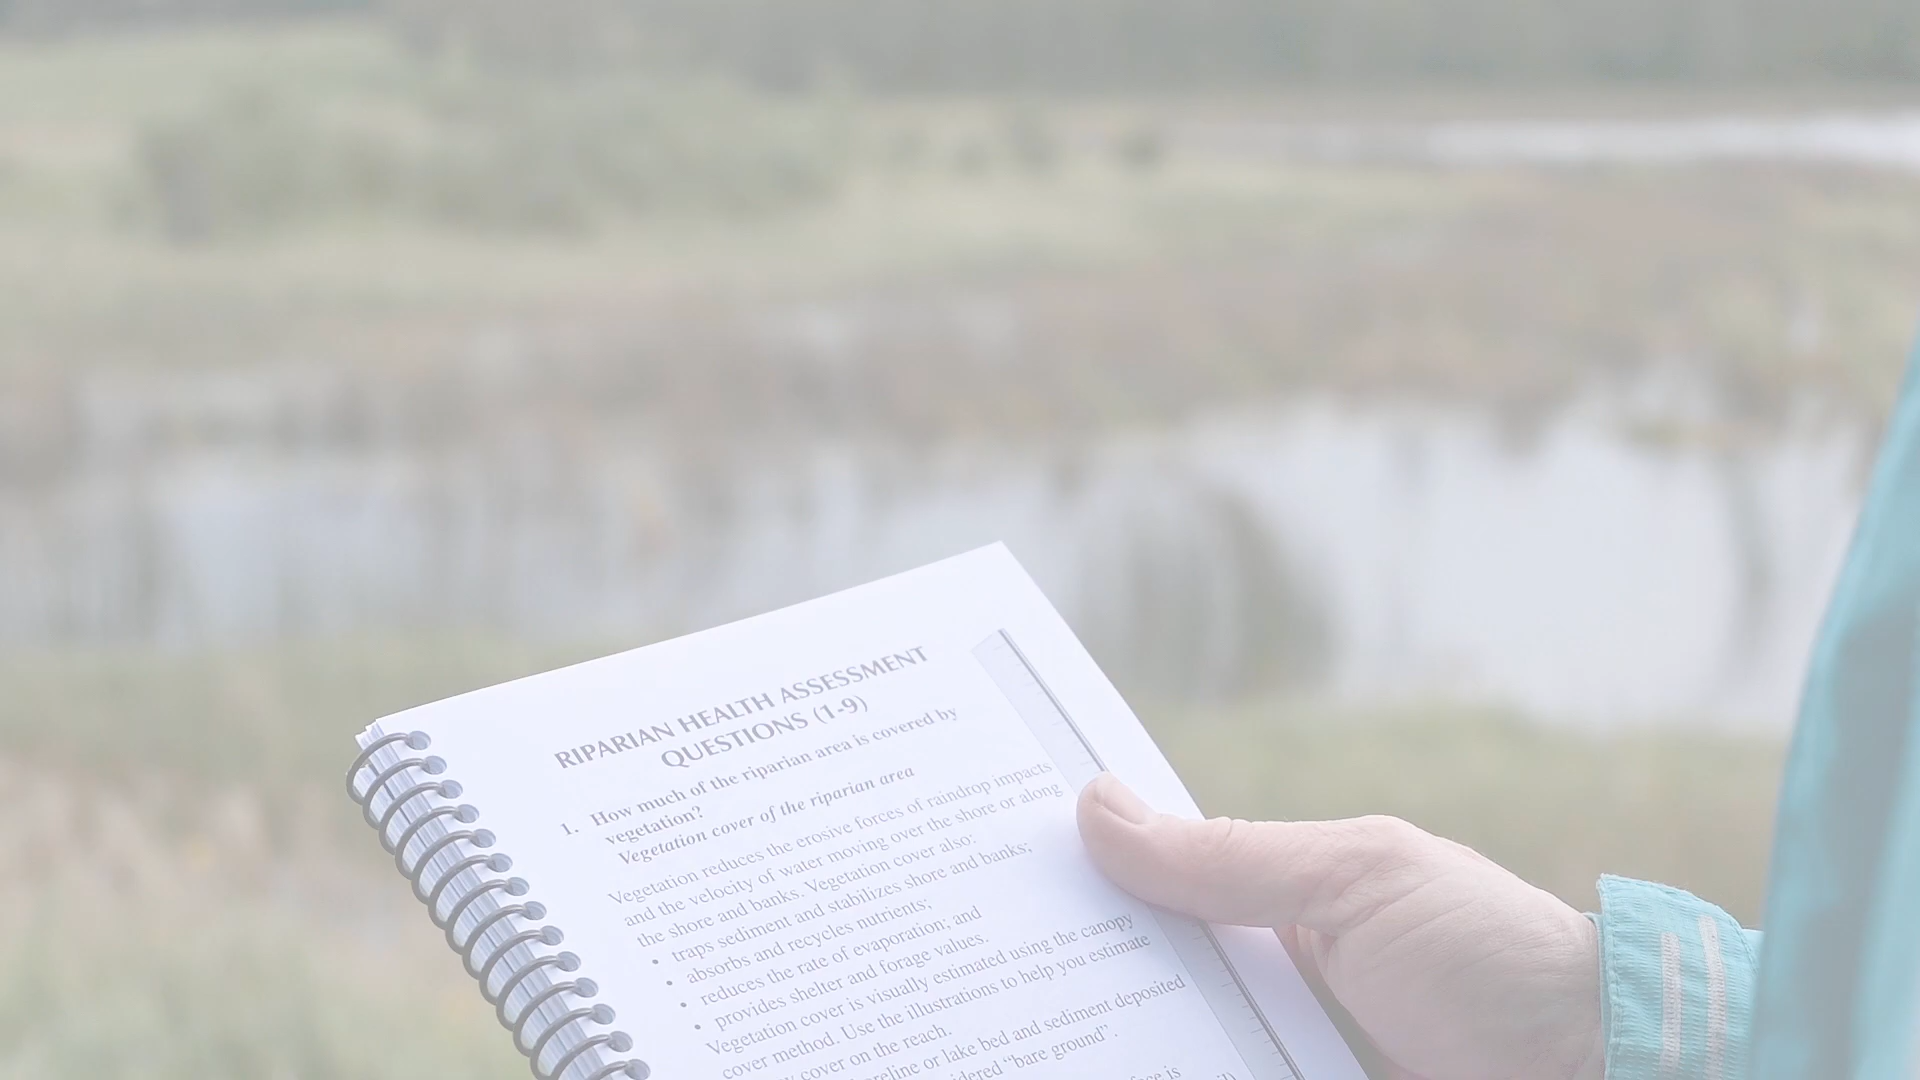 RIPARIAN HEALTH ASSESSMENT
QUESTIONS (1-9)
1. How much of the riparian area is covered by
vegetation?
Vegetation cover of the riparian area
Vegetation reduces the erosive forces of raindrop impacts
and the velocity of water moving over the shore or along
the shore and banks. Vegetation cover also:
• traps sediment and stabilizes shore and banks;
• absorbs and recycles nutrients;
• reduces the rate of evaporation; and
• provides shelter and forage values.
Vegetation cover is visually estimated using the canopy
cover method. Use the illustrations to help you estimate
cover on the reach.
or lake bed and sediment deposited
"bare ground".
is